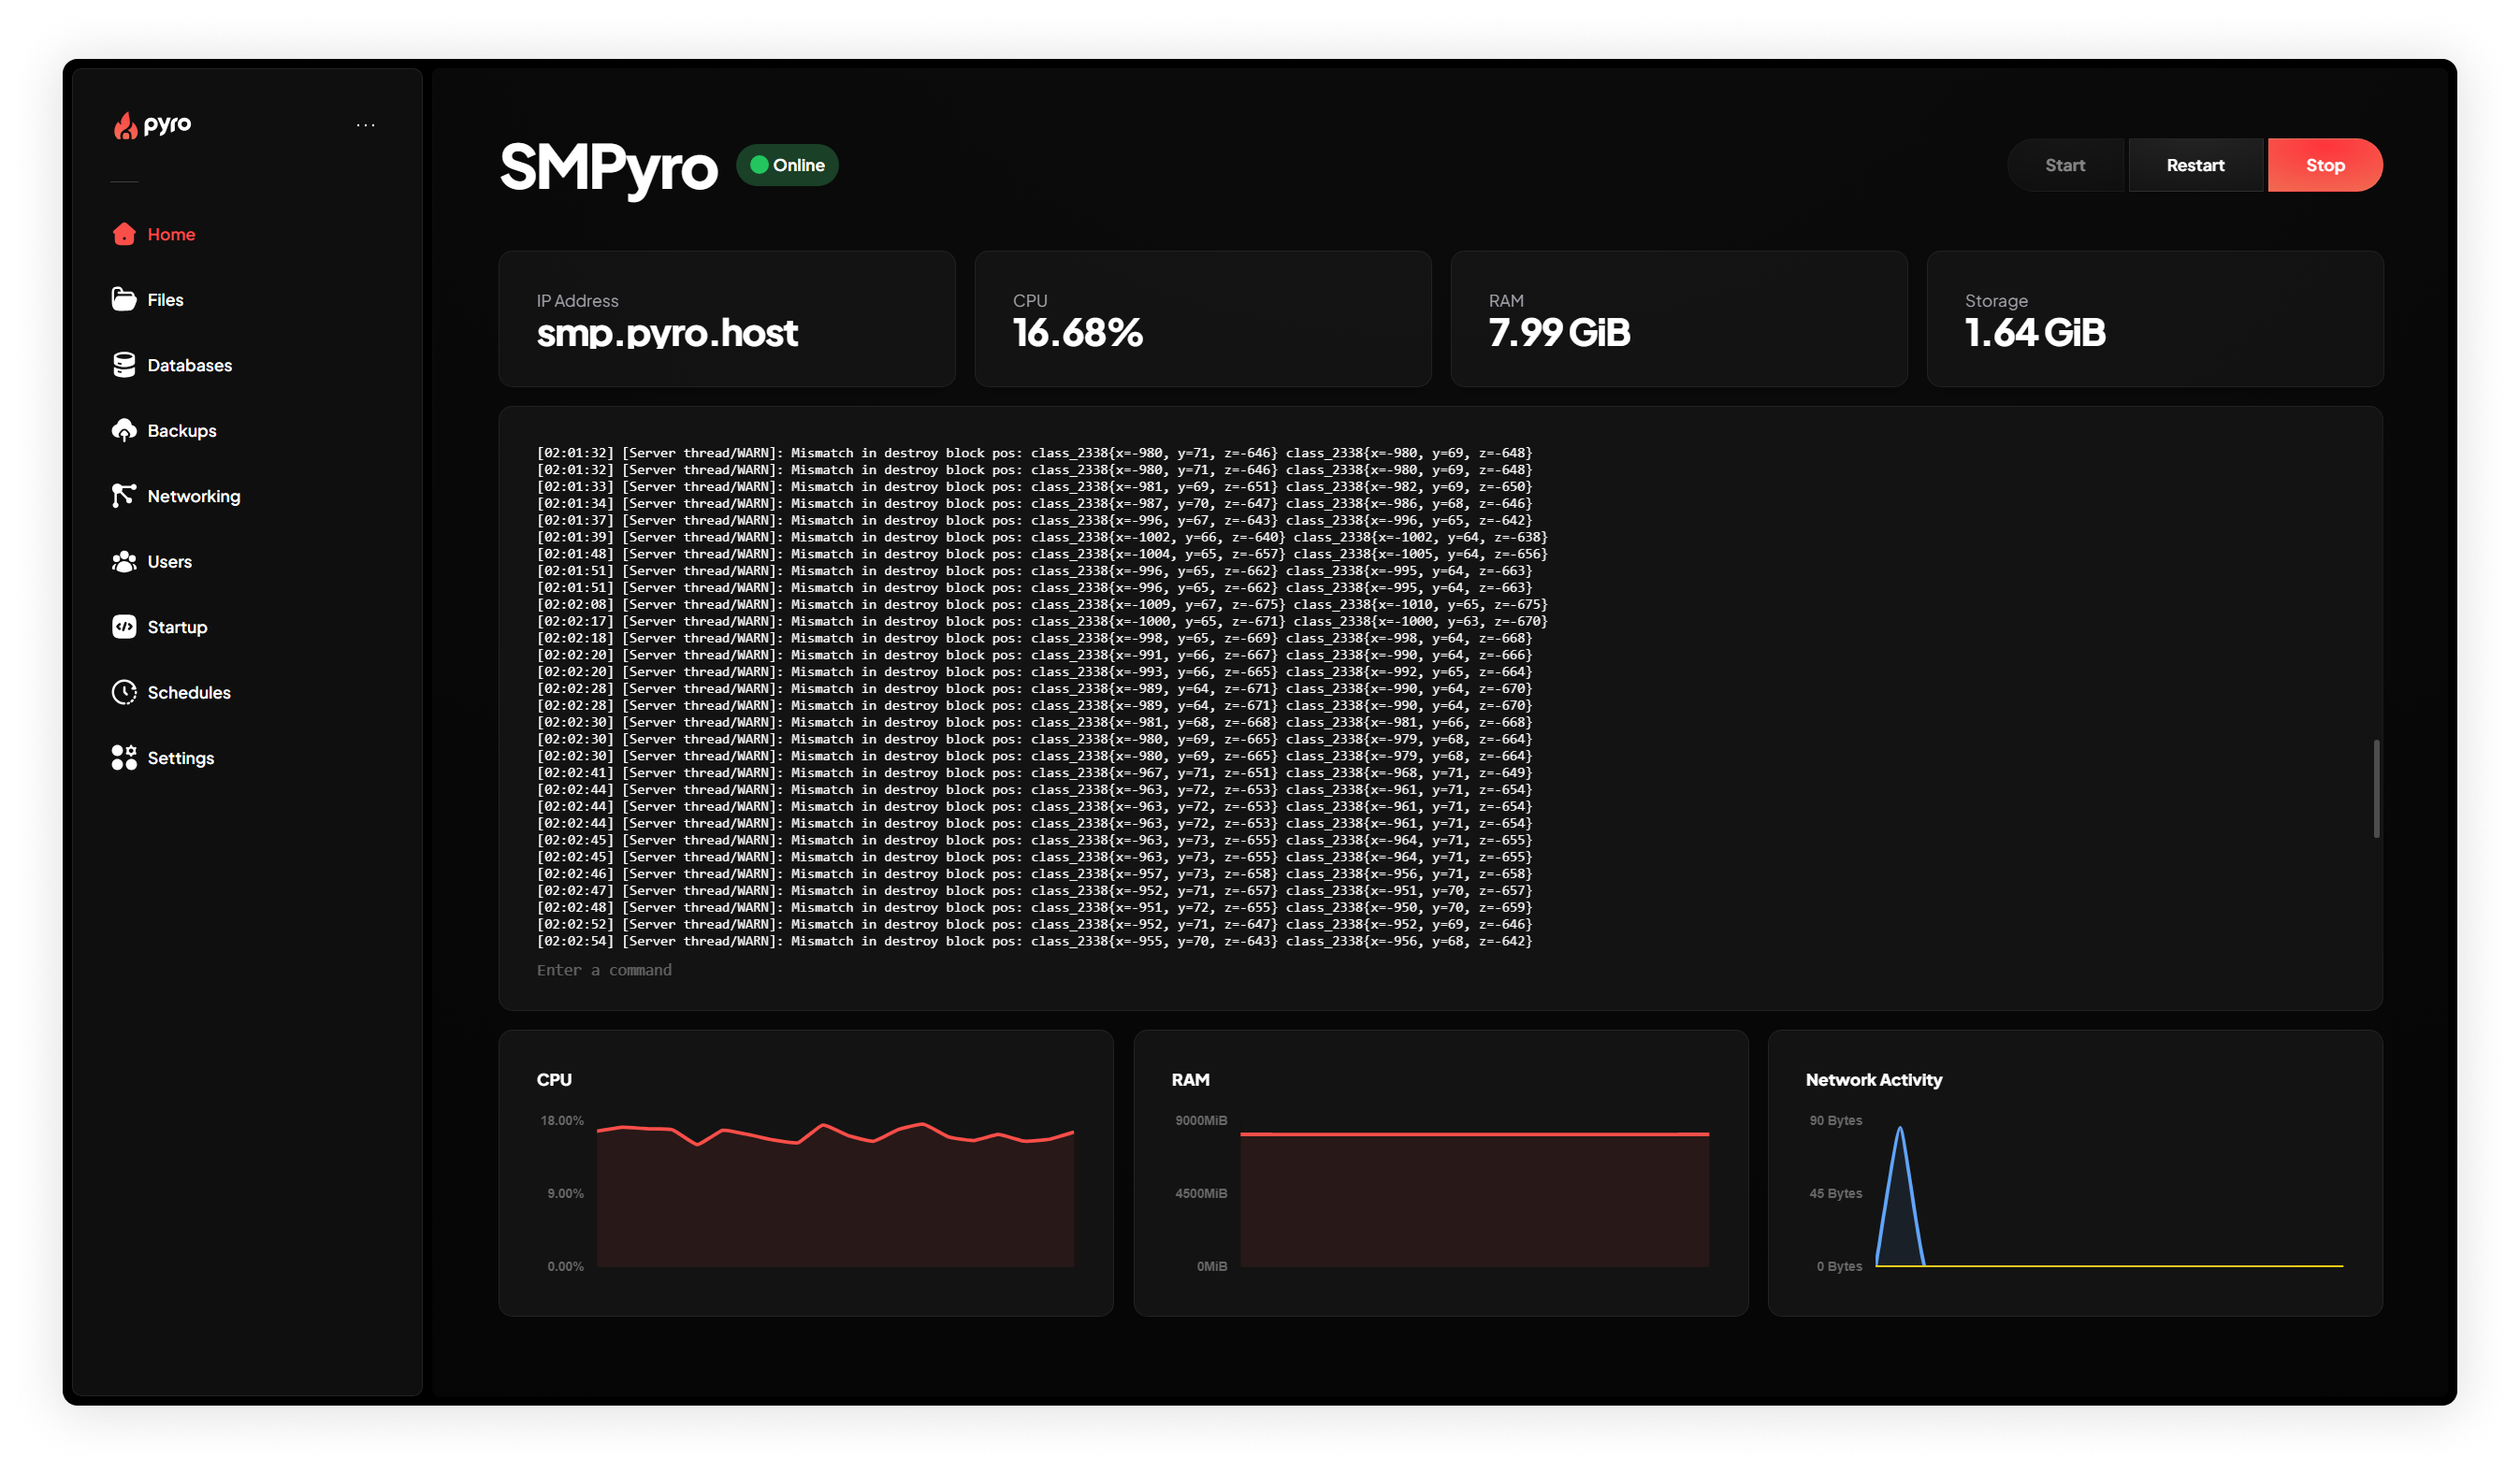 pyro
...
Home
Files
Databases
Backups
Networking
Users
Startup
Schedules
Settings
SMPyro
Online
Start
Restart
Stop
IP Address
smp.pyro.host
CPU
16.68%
RAM
7.99 GiB
Storage
1.64 GiB
[02:01:32] [Server thread/WARN]: Mismatch in destroy block pos: class_2338{x=-980, y=71, z=-646} class_2338{x=-980, y=69, z=-648}
[02:01:32] [Server thread/WARN]: Mismatch in destroy block pos: class_2338{x=-980, y=71, z=-646} class_2338{x=-980, y=69, z=-648}
[02:01:33] [Server thread/WARN]: Mismatch in destroy block pos: class_2338{x=-981, y=69, z=-651} class_2338{x=-982, y=69, z=-650}
[02:01:34] [Server thread/WARN]: Mismatch in destroy block pos: class_2338{x=-987, y=70, z=-647} class_2338{x=-986, y=68, z=-646}
[02:01:37] [Server thread/WARN]: Mismatch in destroy block pos: class_2338{x=-996, y=67, z=-643} class_2338{x=-996, y=65, z=-642}
[02:01:39] [Server thread/WARN]: Mismatch in destroy block pos: class_2338{x=-1002, y=66, z=-640} class_2338{x=-1002, y=64, z=-638}
[02:01:48] [Server thread/WARN]: Mismatch in destroy block pos: class_2338{x=-1004, y=65, z=-657} class_2338{x=-1005, y=64, z=-656}
[02:01:51] [Server thread/WARN]: Mismatch in destroy block pos: class_2338{x=-996, y=65, z=-662} class_2338{x=-995, y=64, z=-663}
[02:01:51] [Server thread/WARN]: Mismatch in destroy block pos: class_2338{x=-996, y=65, z=-662} class_2338{x=-995, y=64, z=-663}
[02:02:08] [Server thread/WARN]: Mismatch in destroy block pos: class_2338{x=-1009, y=67, z=-675} class_2338{x=-1010, y=65, z=-675}
[02:02:17] [Server thread/WARN]: Mismatch in destroy block pos: class_2338{x=-1000, y=65, z=-671} class_2338{x=-1000, y=63, z=-670}
[02:02:18] [Server thread/WARN]: Mismatch in destroy block pos: class_2338{x=-998, y=65, z=-669} class_2338{x=-998, y=64, z=-668}
[02:02:20] [Server thread/WARN]: Mismatch in destroy block pos: class_2338{x=-991, y=66, z=-667} class_2338{x=-990, y=64, z=-666}
[02:02:20] [Server thread/WARN]: Mismatch in destroy block pos: class_2338{x=-993, y=66, z=-665} class_2338{x=-992, y=65, z=-664}
[02:02:28] [Server thread/WARN]: Mismatch in destroy block pos: class_2338{x=-989, y=64, z=-671} class_2338{x=-990, y=64, z=-670}
[02:02:28] [Server thread/WARN]: Mismatch in destroy block pos: class_2338{x=-989, y=64, z=-671} class_2338{x=-990, y=64, z=-670}
[02:02:30] [Server thread/WARN]: Mismatch in destroy block pos: class_2338{x=-981, y=68, z=-668} class_2338{x=-981, y=66, z=-668}
[02:02:30] [Server thread/WARN]: Mismatch in destroy block pos: class_2338{x=-980, y=69, z=-665} class_2338{x=-979, y=68, z=-664}
[02:02:30] [Server thread/WARN]: Mismatch in destroy block pos: class_2338{x=-980, y=69, z=-665} class_2338{x=-979, y=68, z=-664}
[02:02:41] [Server thread/WARN]: Mismatch in destroy block pos: class_2338{x=-967, y=71, z=-651} class_2338{x=-968, y=71, z=-649}
[02:02:44] [Server thread/WARN]: Mismatch in destroy block pos: class_2338{x=-963, y=72, z=-653} class_2338{x=-961, y=71, z=-654}
[02:02:44] [Server thread/WARN]: Mismatch in destroy block pos: class_2338{x=-963, y=72, z=-653} class_2338{x=-961, y=71, z=-654}
[02:02:44] [Server thread/WARN]: Mismatch in destroy block pos: class_2338{x=-963, y=72, z=-653} class_2338{x=-961, y=71, z=-654}
[02:02:45] [Server thread/WARN]: Mismatch in destroy block pos: class_2338{x=-963, y=73, z=-655} class_2338{x=-964, y=71, z=-655}
[02:02:45] [Server thread/WARN]: Mismatch in destroy block pos: class_2338{x=-963, y=73, z=-655} class_2338{x=-964, y=71, z=-655}
[02:02:46] [Server thread/WARN]: Mismatch in destroy block pos: class_2338{x=-957, y=73, z=-658} class_2338{x=-956, y=71, z=-658}
[02:02:47] [Server thread/WARN]: Mismatch in destroy block pos: class_2338{x=-952, y=71, z=-657} class_2338{x=-951, y=70, z=-657}
[02:02:48] [Server thread/WARN]: Mismatch in destroy block pos: class_2338{x=-951, y=72, z=-655} class_2338{x=-950, y=70, z=-659}
[02:02:52] [Server thread/WARN]: Mismatch in destroy block pos: class_2338{x=-952, y=71, z=-647} class_2338{x=-952, y=69, z=-646}
[02:02:54] [Server thread/WARN]: Mismatch in destroy block pos: class_2338{x=-955, y=70, z=-643} class_2338{x=-956, y=68, z=-642}
Enter a command
CPU
18.00%
9.00%
0.00%
RAM
9000MiB
4500MiB
0MiB
Network Activity
90 Bytes
45 Bytes
0 Bytes